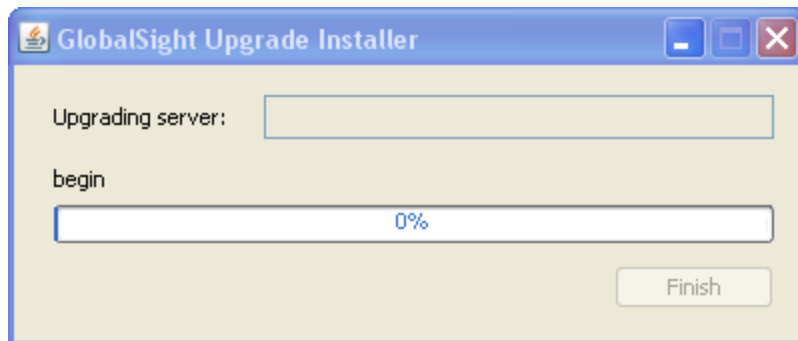 GlobalSight Upgrade Installer
Upgrading server:
begin
0%
Finish